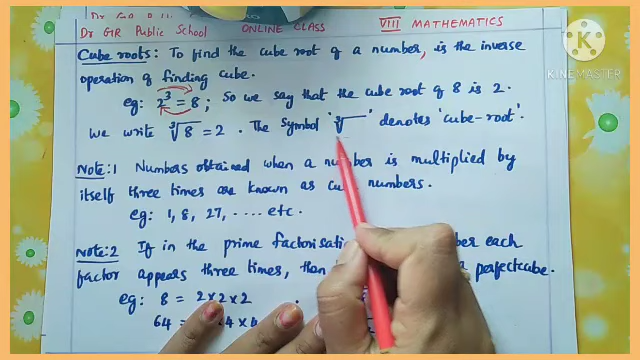 Dr GIR Public School ONLINE CLASS VIII MATHEMATICS
KINEMASTER
Cube roots: To find the cube root of a number, is the inverse
operation of finding cube.
eg: 2³ = 8; So we say that the cube root of 8 is 2.
We write ∛8 = 2. The symbol '∛' denotes 'cube-root'.
Note:1 Numbers obtained when a number is multiplied by
itself three times are known as cube numbers.
eg: 1, 8, 27, ..... etc.
Note:2 If in the prime factorisation each
factor appears three times, than perfectcube.
eg: 8 = 2×2×2
64 = 4×4